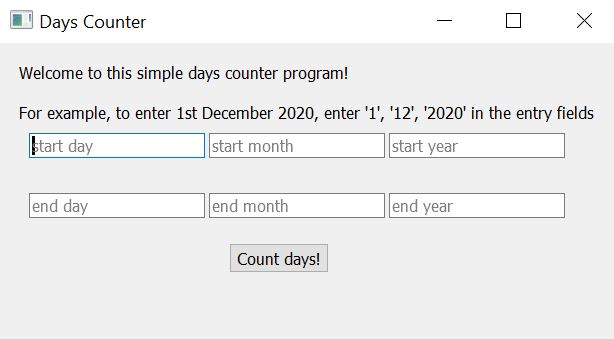 Days Counter
Welcome to this simple days counter program!
For example, to enter 1st December 2020, enter '1', '12', '2020' in the entry fields
start day start month start year
end day end month end year
Count days!